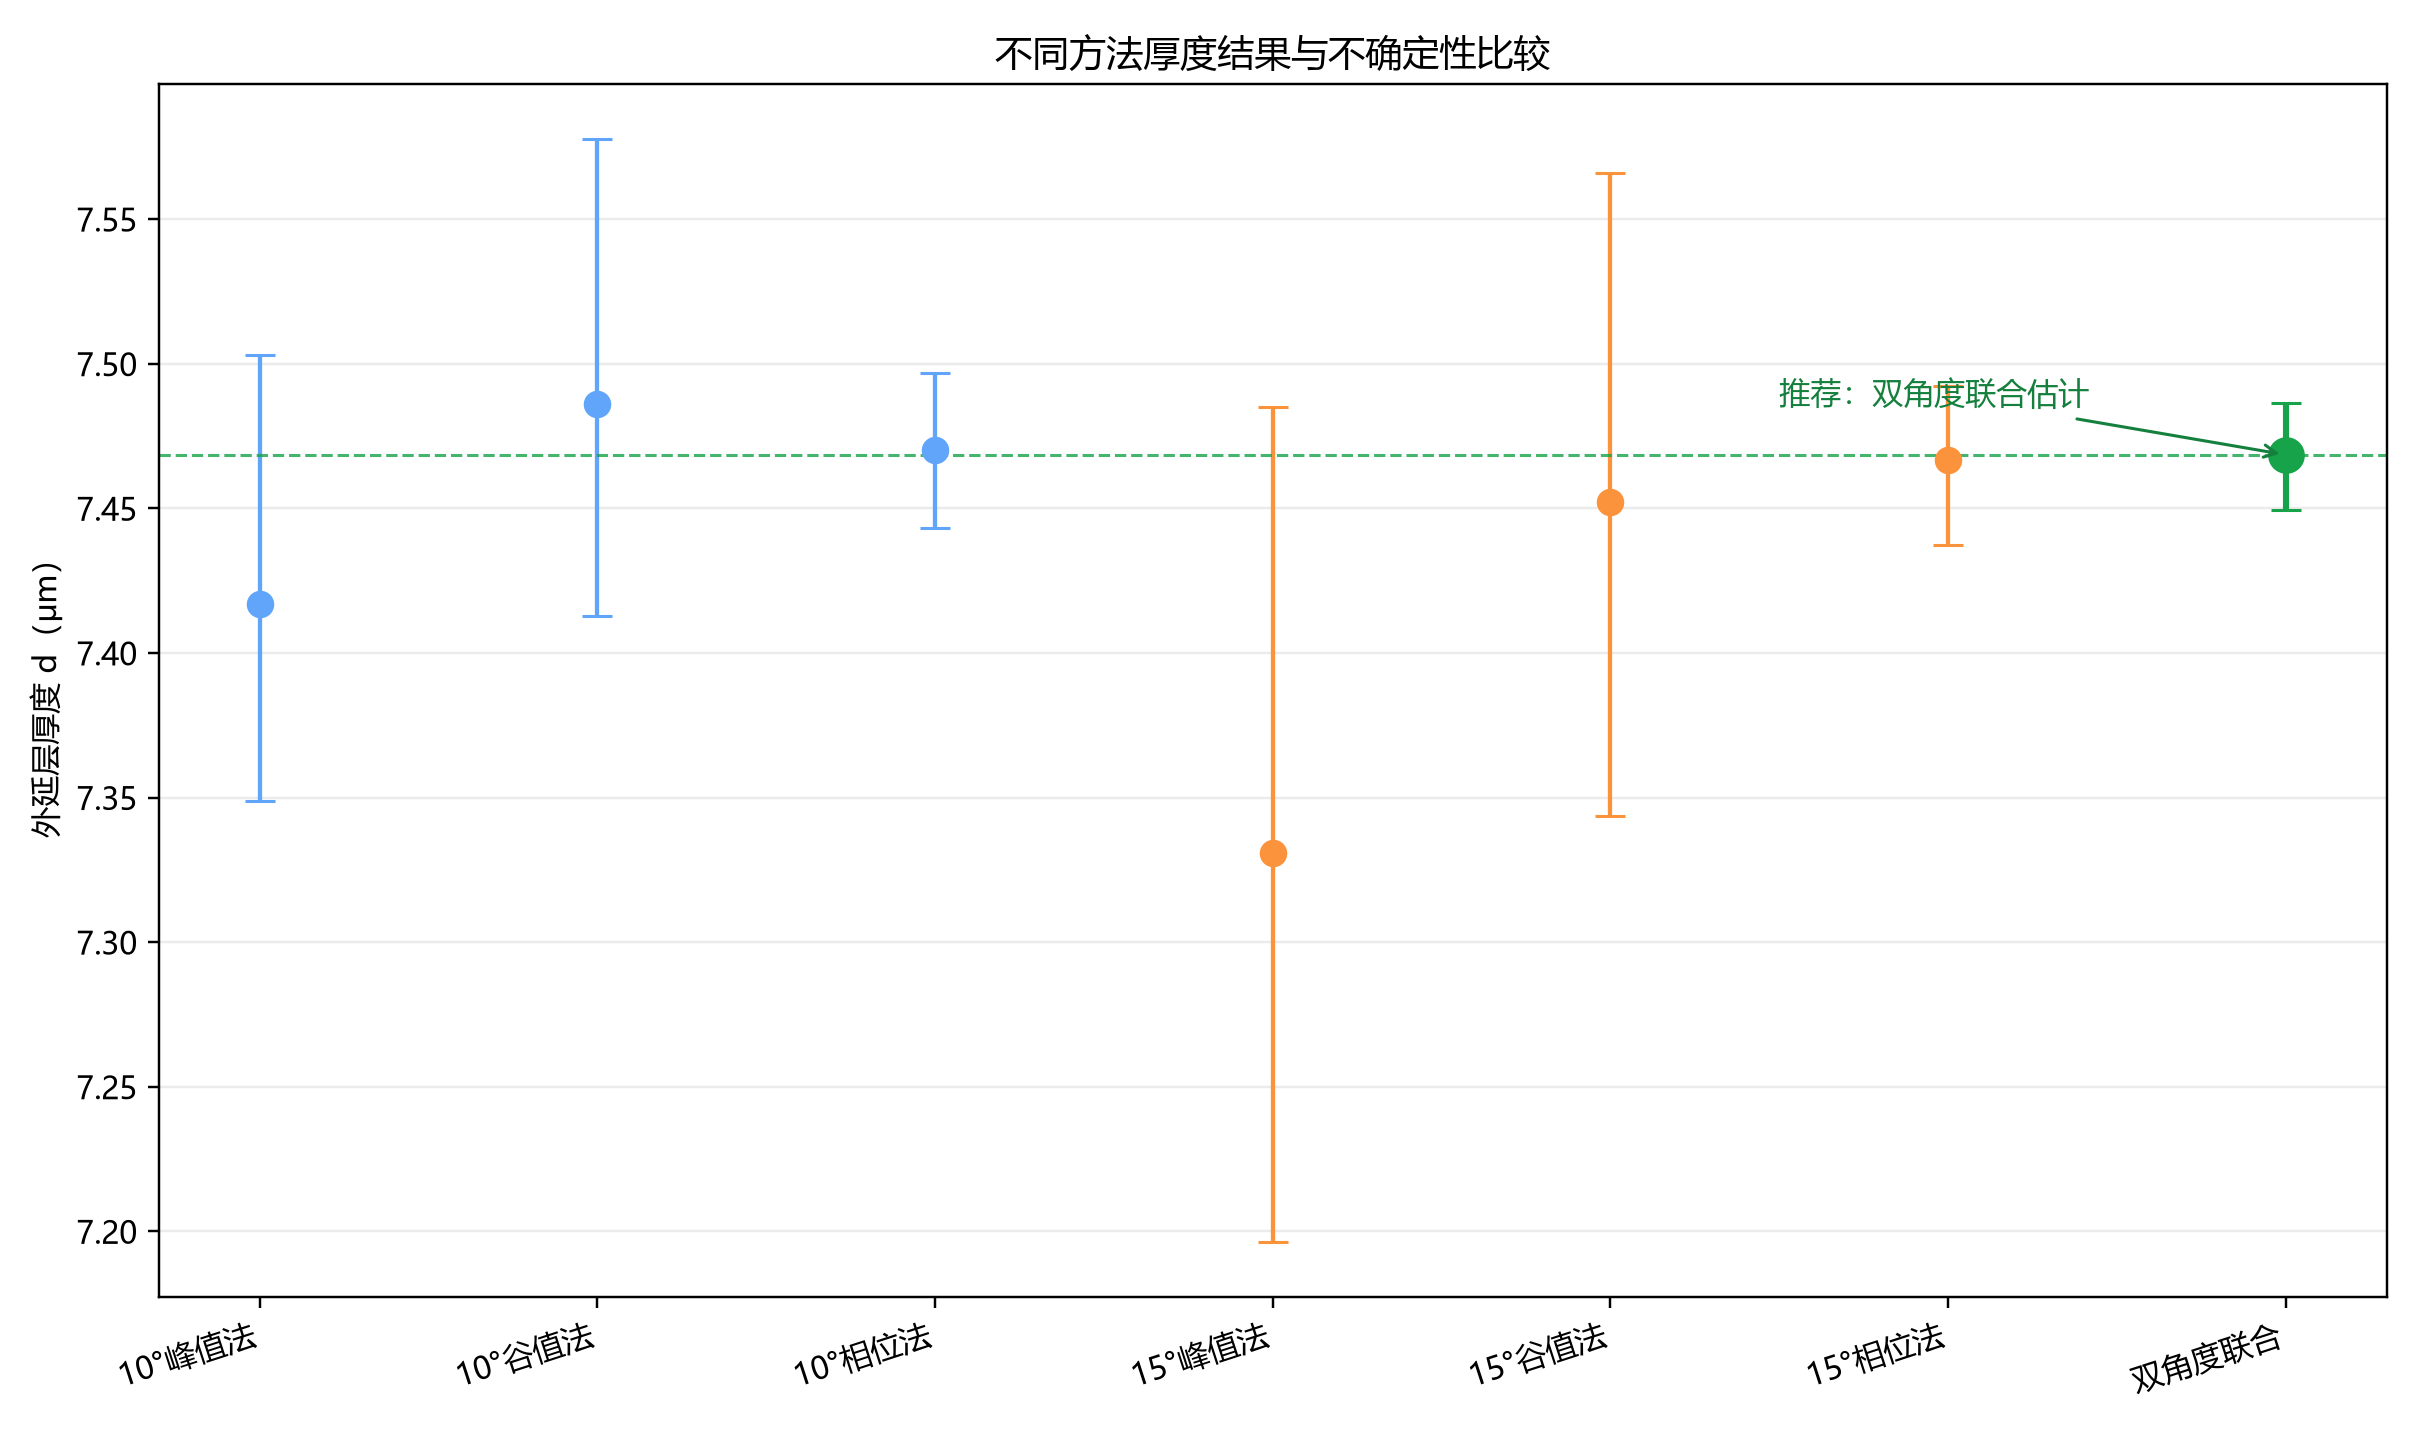 不同方法厚度结果与不确定性比较
外延层厚度 d（μm）
7.55
7.50
7.45
7.40
7.35
7.30
7.25
7.20
推荐：双角度联合估计
10°峰值法
10°谷值法
10°相位法
15°峰值法
15°谷值法
15°相位法
双角度联合